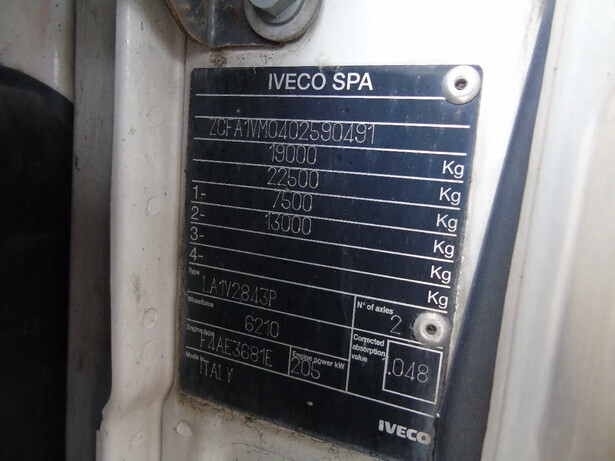 IVECO SPA
ZCFA1VM0402590491
19000 Kg
22500 Kg
1- 7500 Kg
2- 13000 Kg
3- Kg
4- Kg
Type LA1V2843P N° of axles 2
Wheelbase 6210
Engine type F4AE3681E Engine power kW 205 Corrected absorption value 1.048
Made in ITALY
IVECO